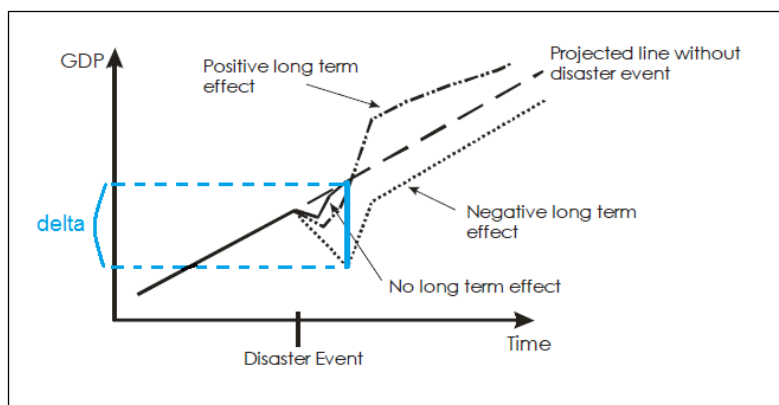 GDP
Positive long term
effect
Projected line without
disaster event
delta
Negative long term
effect
No long term effect
Time
Disaster Event